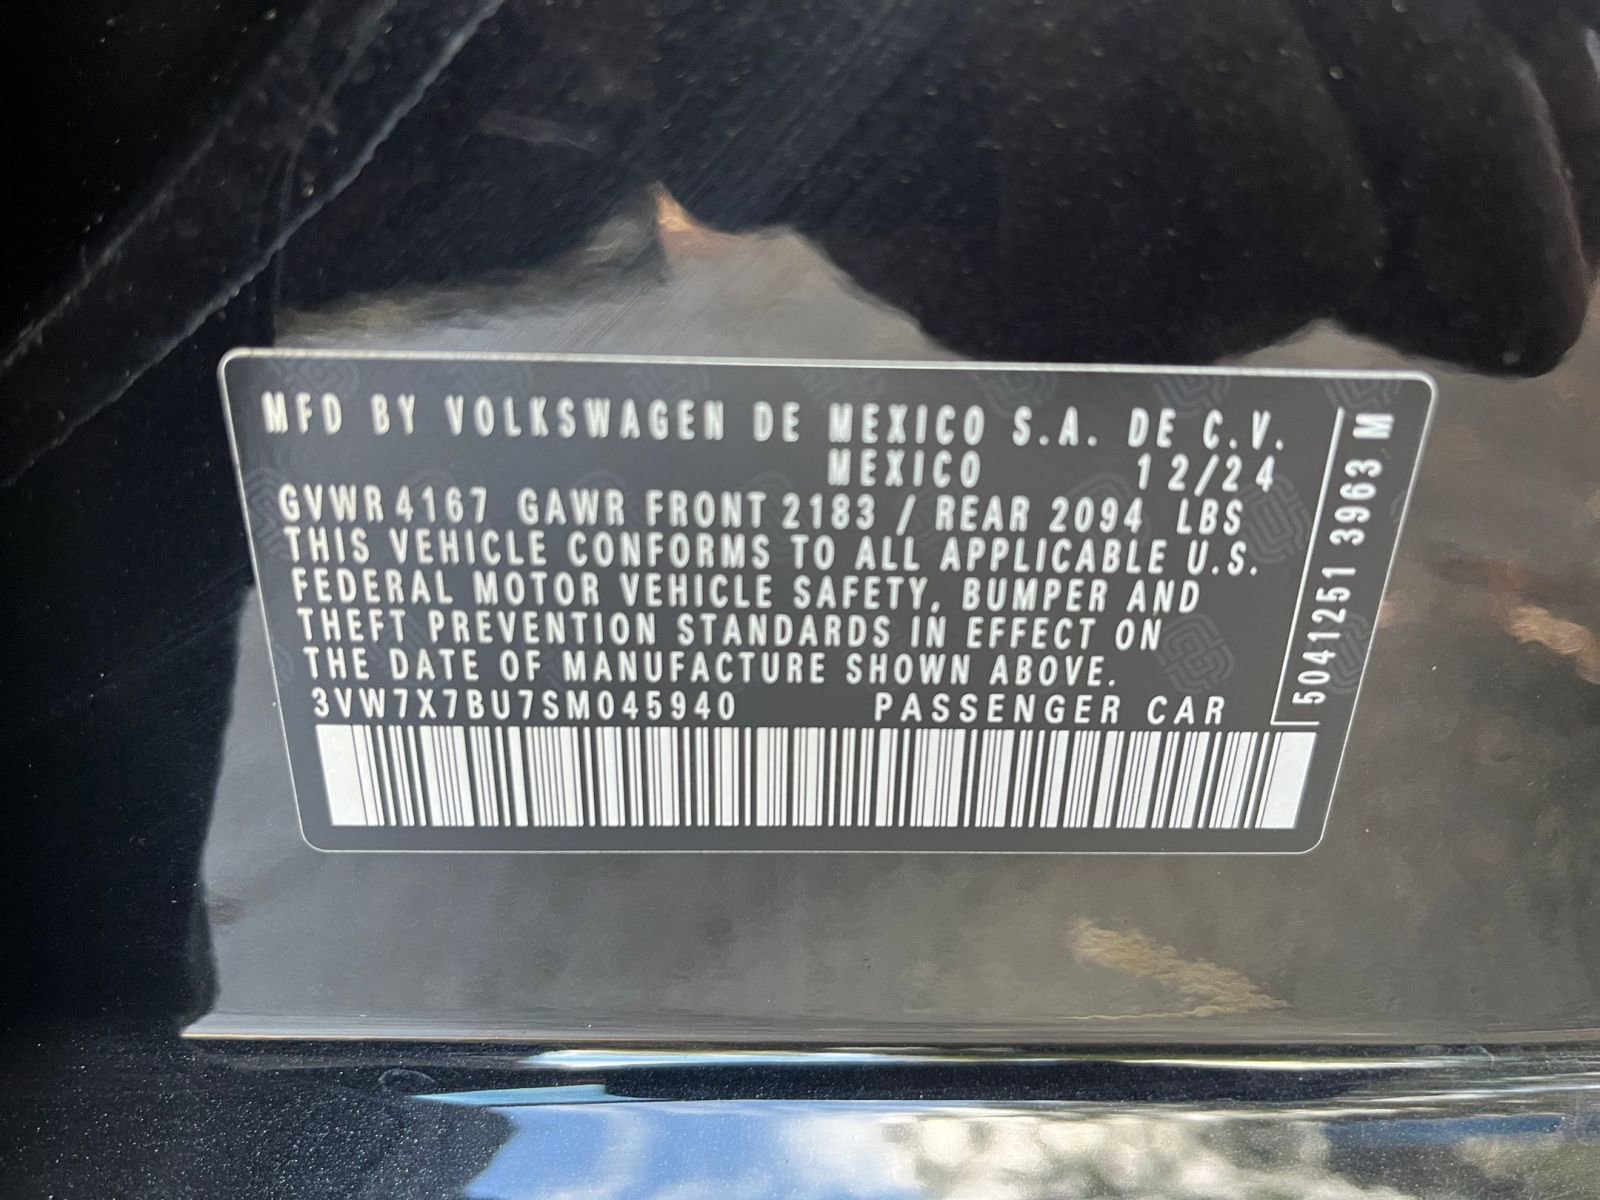 MFD BY VOLKSWAGEN DE MEXICO S.A. DE C.V.
MEXICO 12/24
GVWR 4167 GAWR FRONT 2183 / REAR 2094 LBS
THIS VEHICLE CONFORMS TO ALL APPLICABLE U.S.
FEDERAL MOTOR VEHICLE SAFETY, BUMPER AND
THEFT PREVENTION STANDARDS IN EFFECT ON
THE DATE OF MANUFACTURE SHOWN ABOVE.
3VW7X7BU7SM045940 PASSENGER CAR
5041251 3963 M